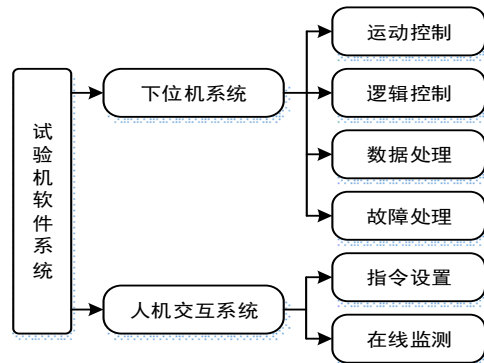 试验机软件系统
下位机系统
运动控制
逻辑控制
数据处理
故障处理
人机交互系统
指令设置
在线监测